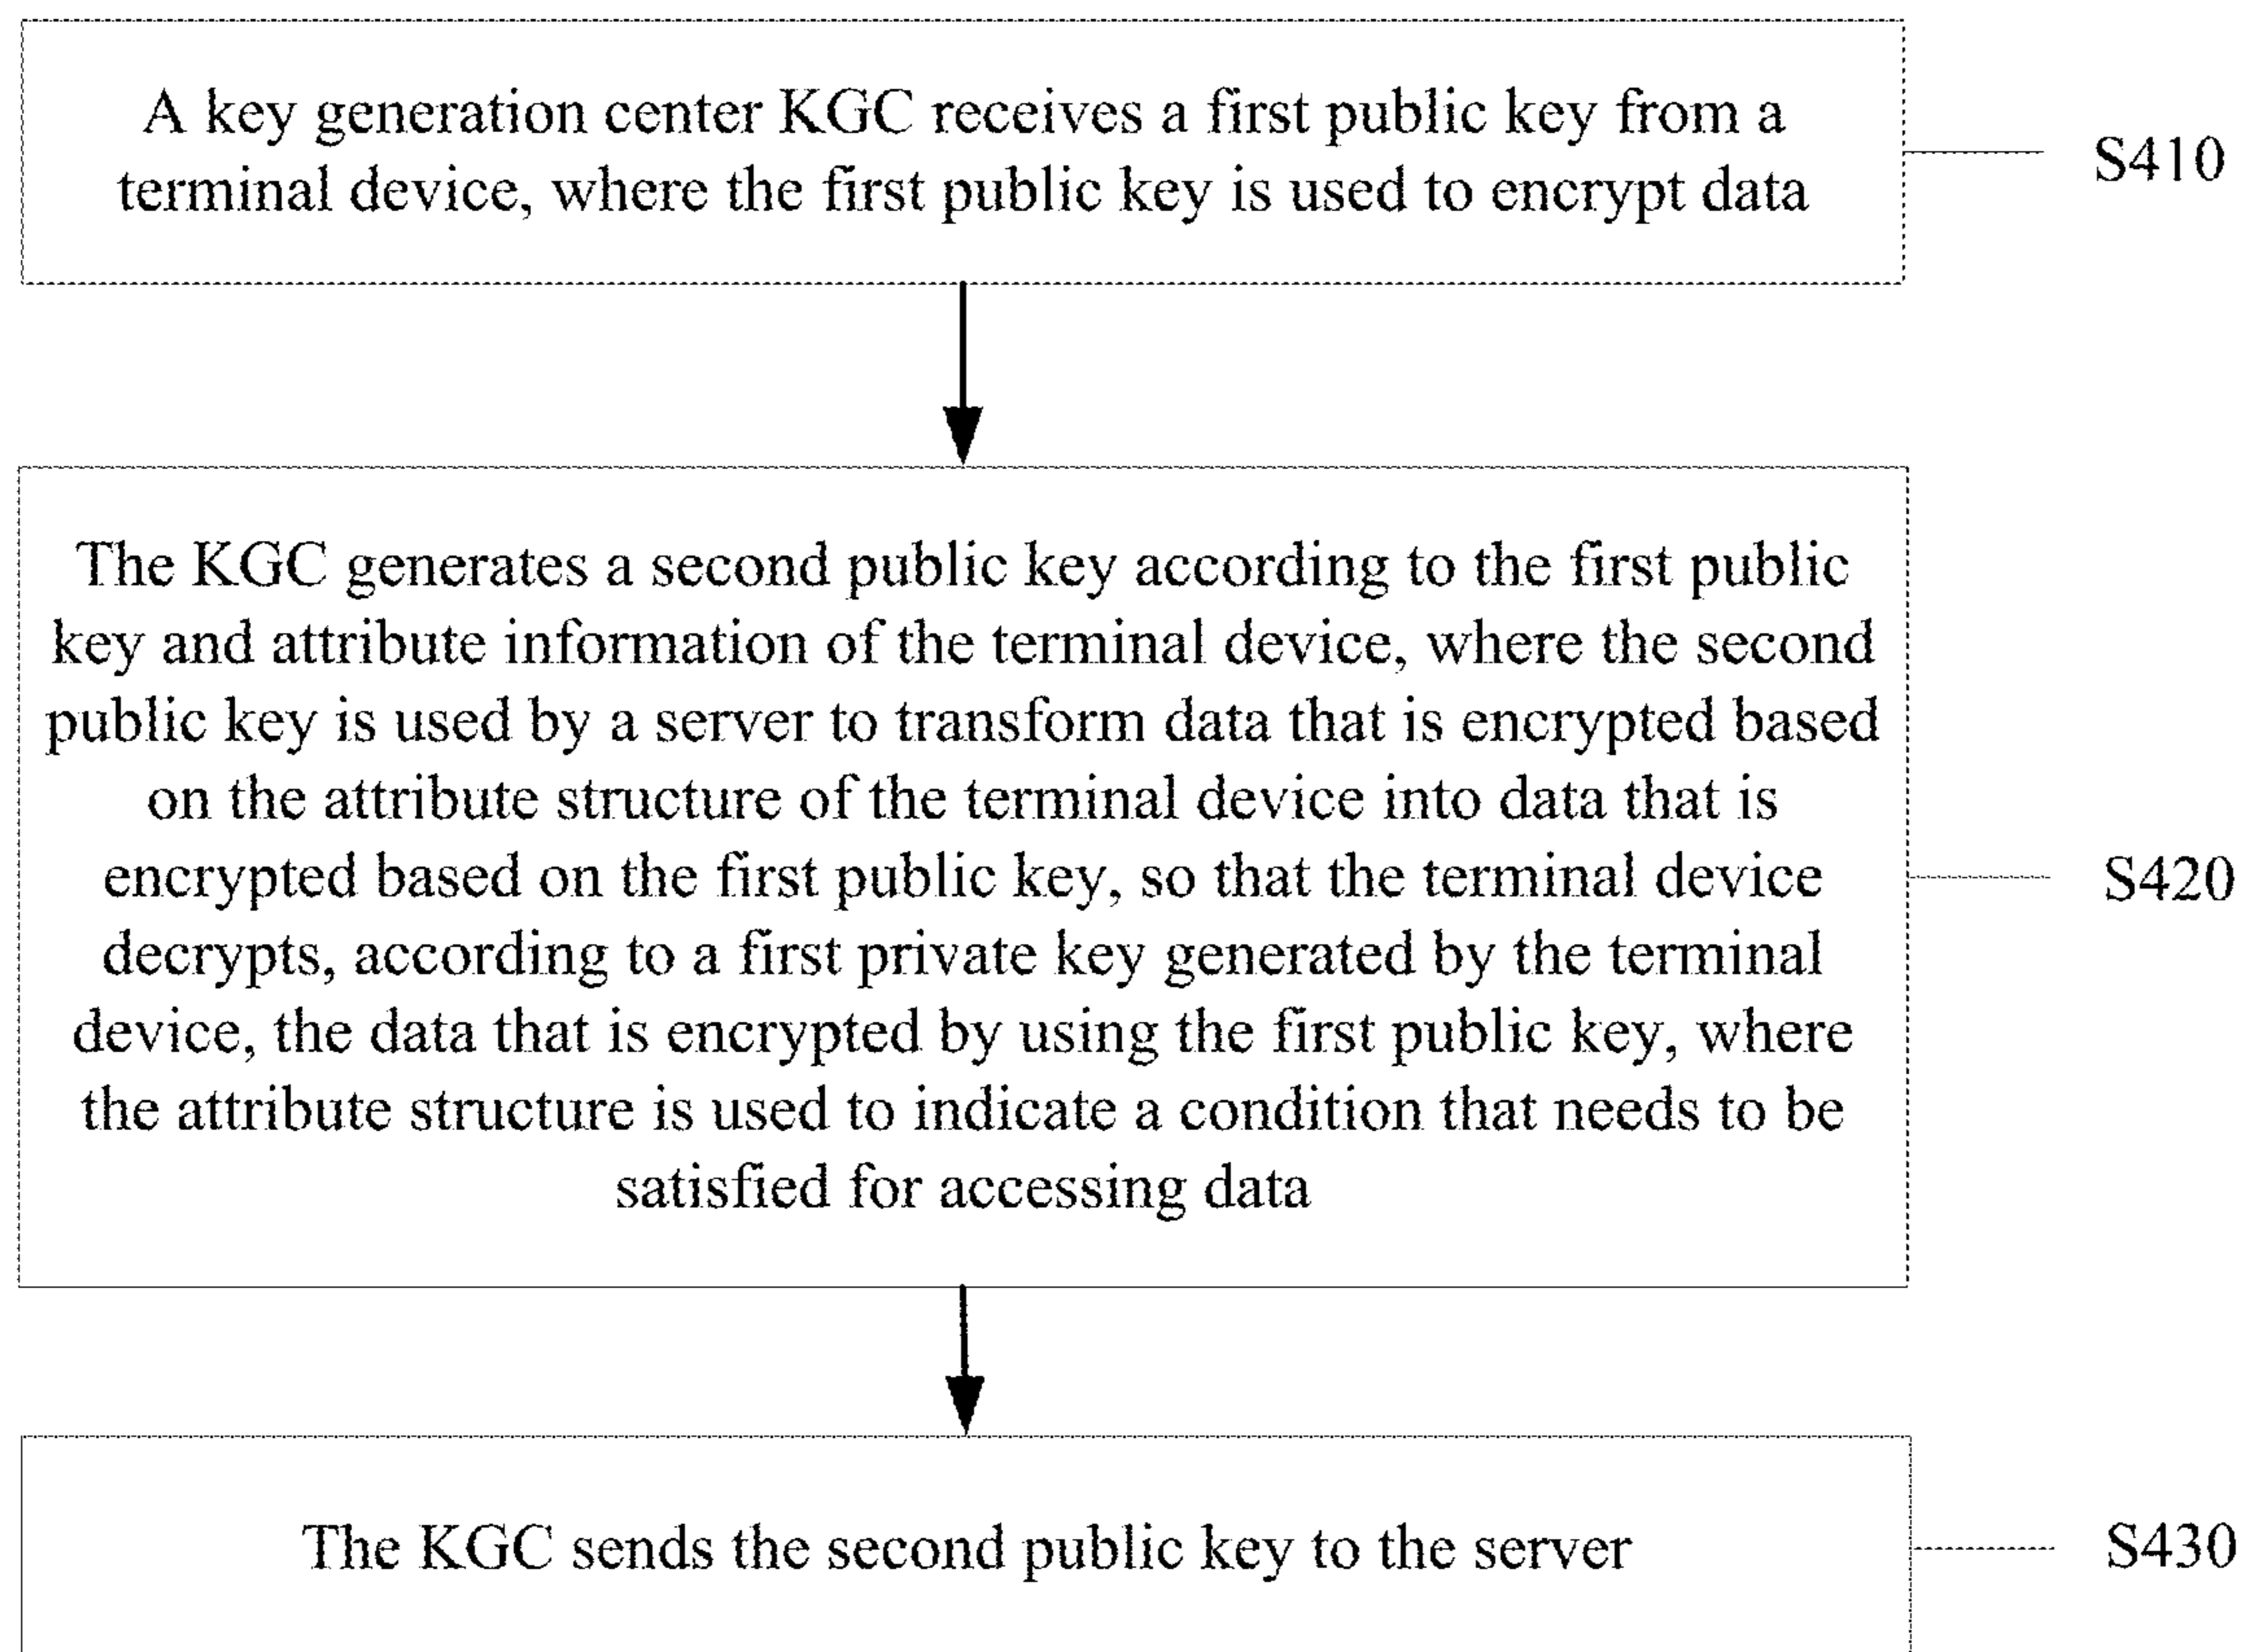 A key generation center KGC receives a first public key from a
terminal device, where the first public key is used to encrypt data
S410
The KGC generates a second public key according to the first public
key and attribute information of the terminal device, where the second
public key is used by a server to transform data that is encrypted based
on the attribute structure of the terminal device into data that is
encrypted based on the first public key, so that the terminal device
decrypts, according to a first private key generated by the terminal
device, the data that is encrypted by using the first public key, where
the attribute structure is used to indicate a condition that needs to be
satisfied for accessing data
S420
The KGC sends the second public key to the server
S430